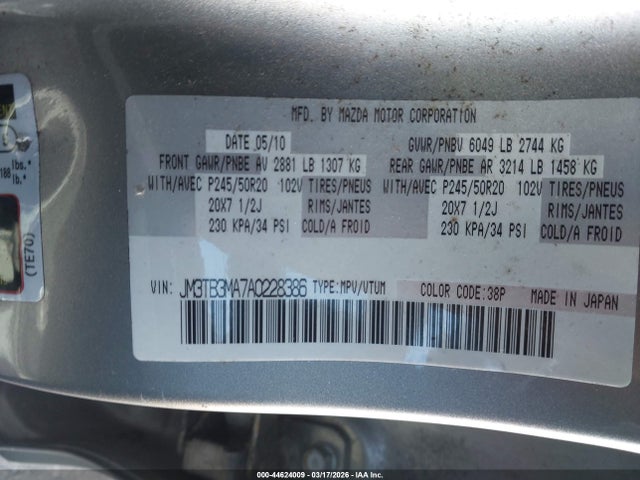 MFD. BY MAZDA MOTOR CORPORATION
DATE 05/10 GVWR/PNBV 6049 LB 2744 KG
FRONT GAWR/PNBE AV 2881 LB 1307 KG REAR GAWR/PNBE AR 3214 LB 1458 KG
WITH/AVEC P245/50R20 102V TIRES/PNEUS WITH/AVEC P245/50R20 102V TIRES/PNEUS
20X7 1/2J RIMS/JANTES 20X7 1/2J RIMS/JANTES
230 KPA/34 PSI COLD/A FROID 230 KPA/34 PSI COLD/A FROID
VIN: JM3TB3MA7A0228386 TYPE:MPV/VTUM COLOR CODE:38P MADE IN JAPAN
lbs.*
188 lb.*
(TE70)
000-44624009 - 03/17/2026 - IAA Inc.